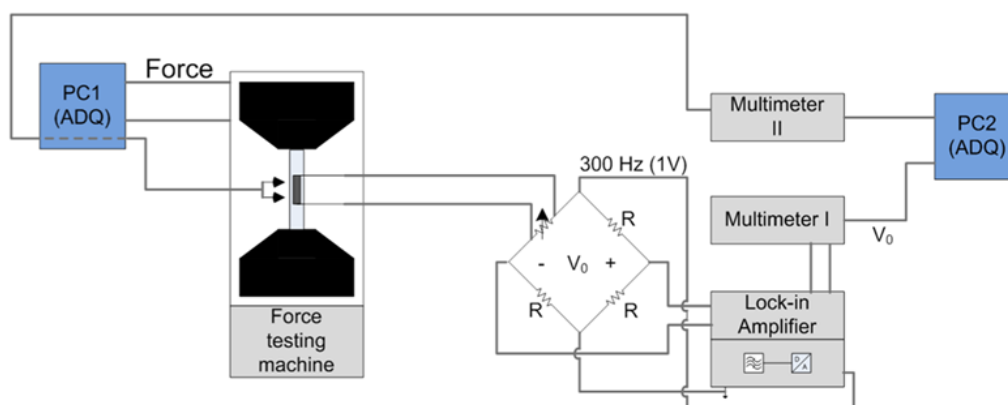 PC1
(ADQ)
Force
Force
testing
machine
300 Hz (1V)
R
- V₀ +
R
R
Multimeter
II
PC2
(ADQ)
Multimeter I
V₀
Lock-in
Amplifier
D
A